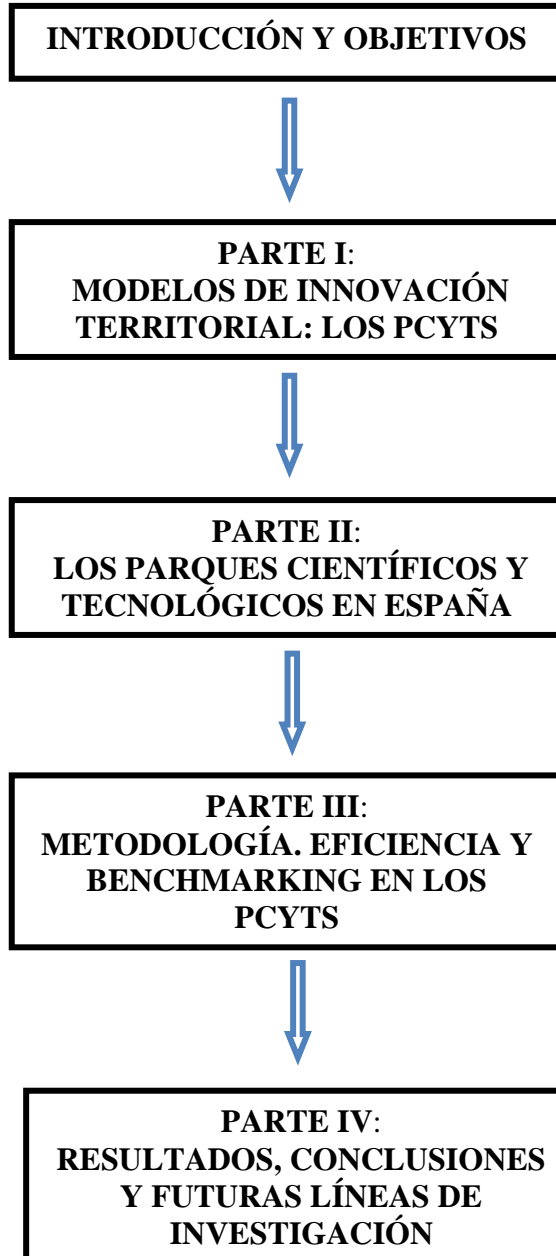 INTRODUCCIÓN Y OBJETIVOS
PARTE I:
MODELOS DE INNOVACIÓN
TERRITORIAL: LOS PCYTS
PARTE II:
LOS PARQUES CIENTÍFICOS Y
TECNOLÓGICOS EN ESPAÑA
PARTE III:
METODOLOGÍA. EFICIENCIA Y
BENCHMARKING EN LOS
PCYTS
PARTE IV:
RESULTADOS, CONCLUSIONES
Y FUTURAS LÍNEAS DE
INVESTIGACIÓN